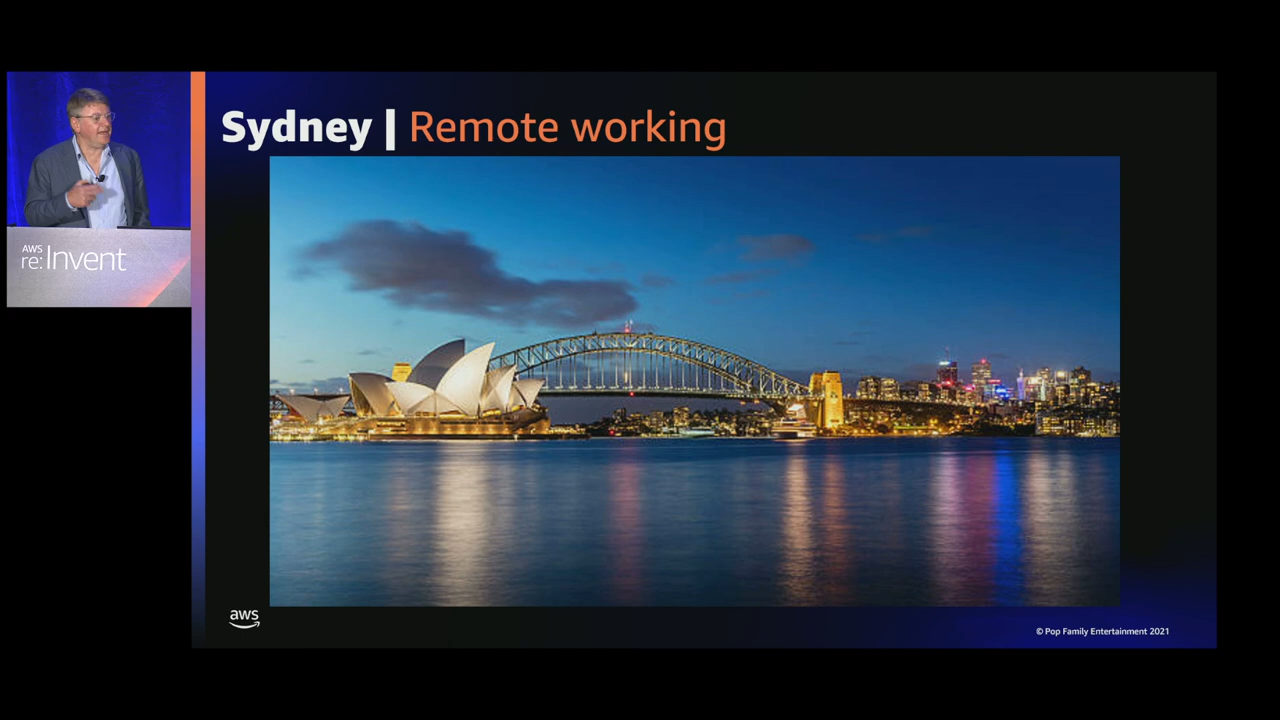 Sydney | Remote working
AWS
re:Invent
aws
© Pop Family Entertainment 2021